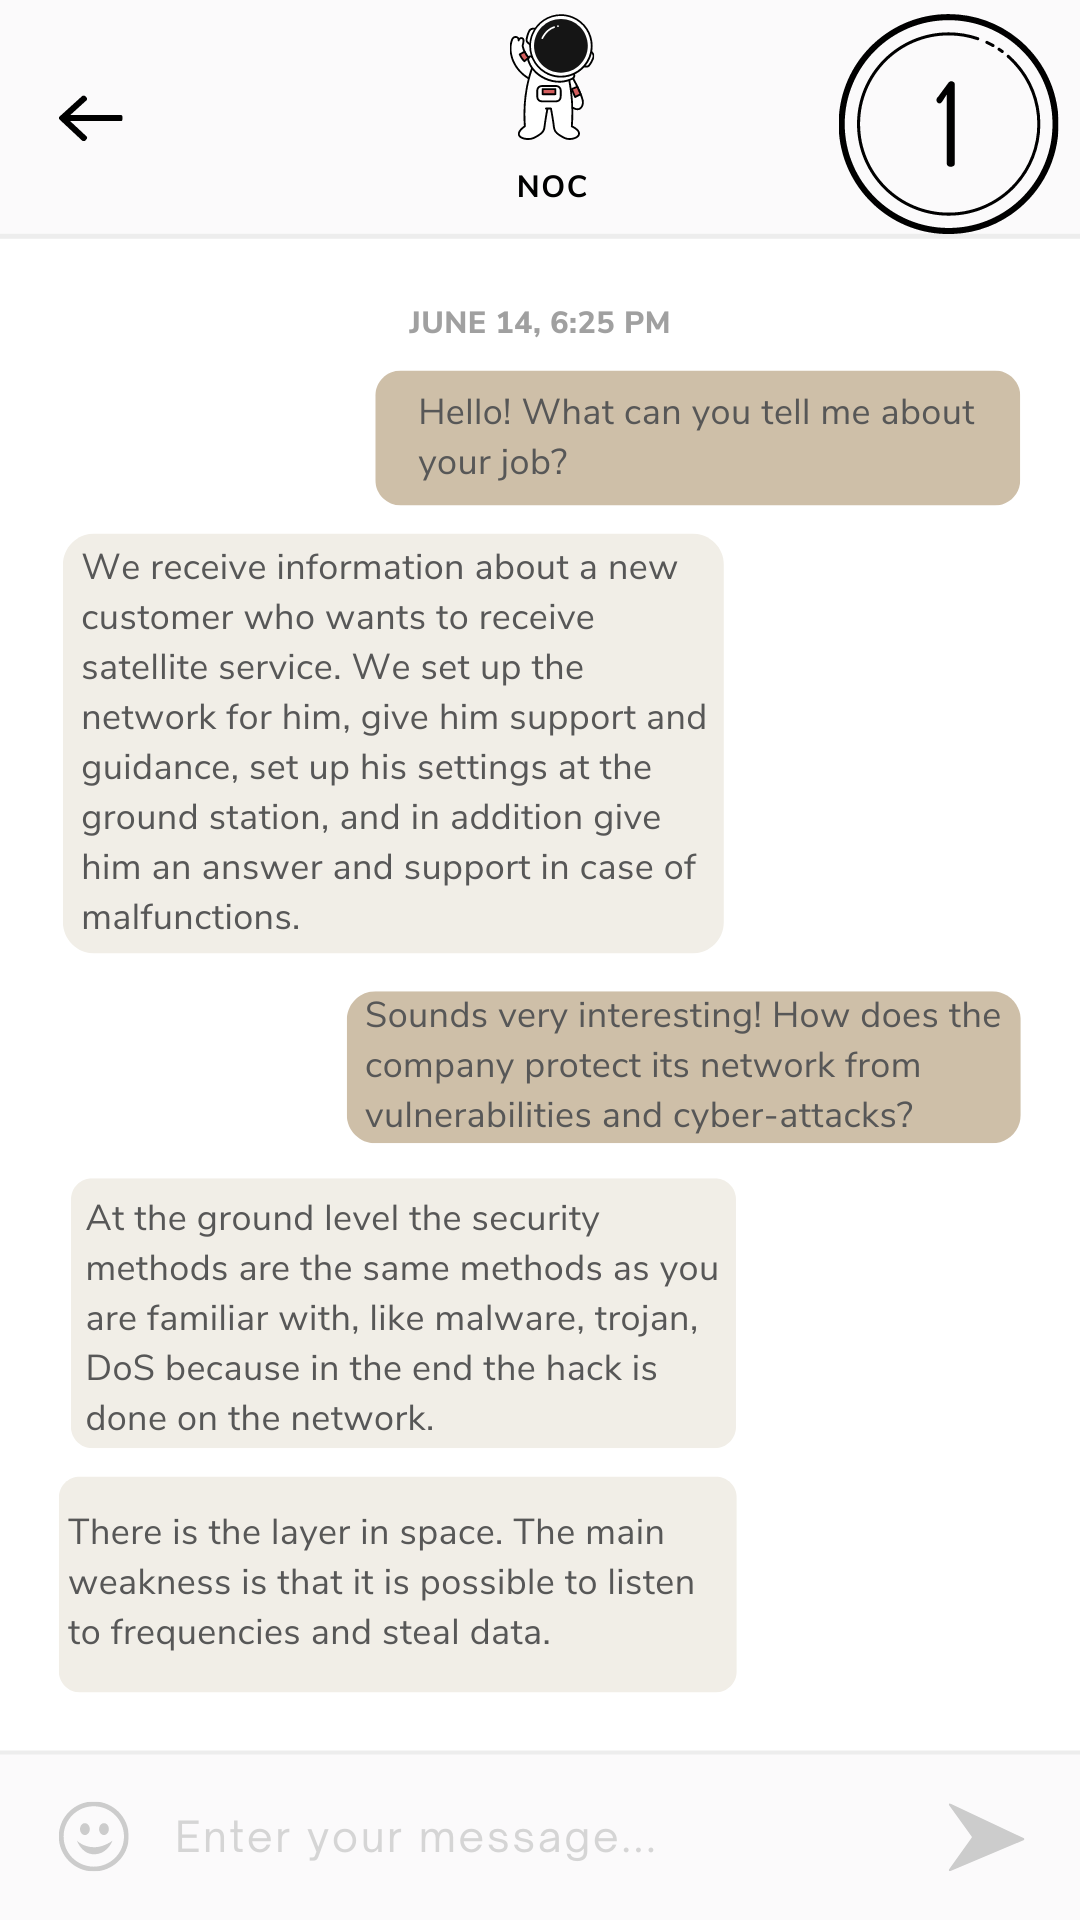 NOC
1
JUNE 14, 6:25 PM
Hello! What can you tell me about
your job?
We receive information about a new
customer who wants to receive
satellite service. We set up the
network for him, give him support and
guidance, set up his settings at the
ground station, and in addition give
him an answer and support in case of
malfunctions.
Sounds very interesting! How does the
company protect its network from
vulnerabilities and cyber-attacks?
At the ground level the security
methods are the same methods as you
are familiar with, like malware, trojan,
DoS because in the end the hack is
done on the network.
There is the layer in space. The main
weakness is that it is possible to listen
to frequencies and steal data.
Enter your message...